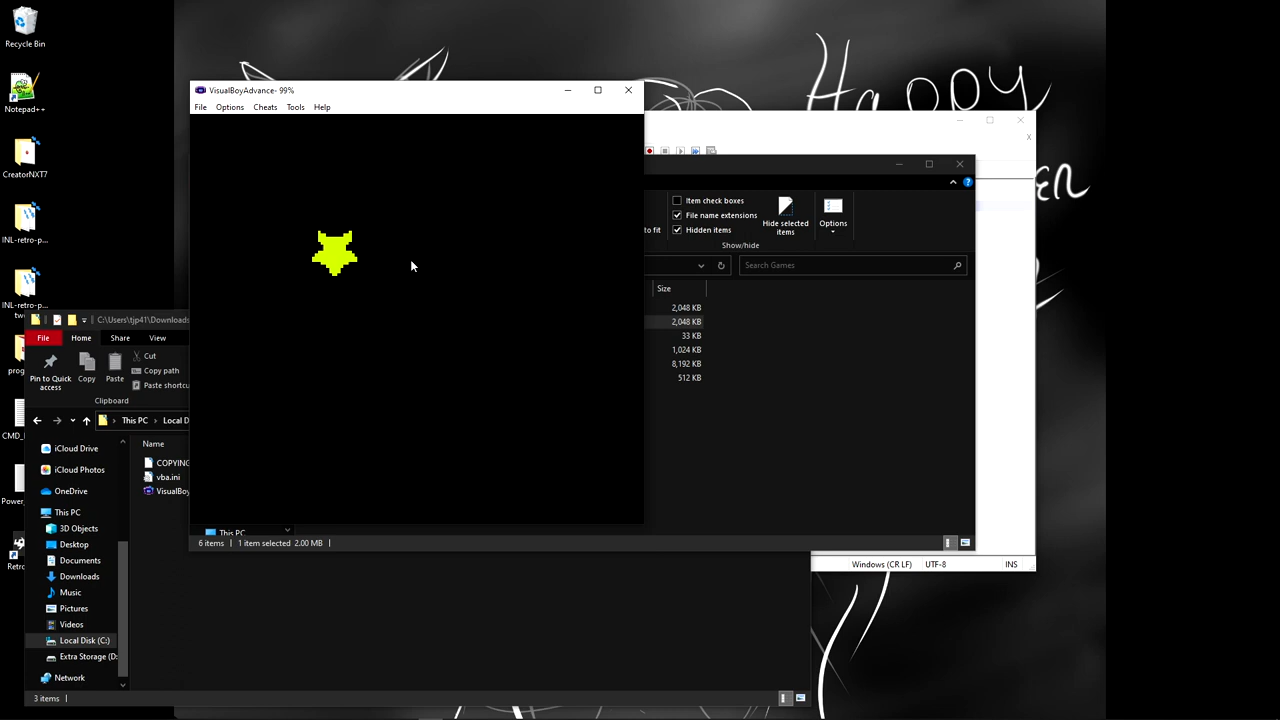 Recycle Bin
Notepad++
CreatorNXT7
INL-retro-p...
INL-retro-p...
Happy
VisualBoyAdvance- 99%
File Options Cheats Tools Help
X
Item check boxes
File name extensions
Hidden items
to fit
Hide selected
items
Options
Show/hide
Search Games
Size
2,048 KB
2,048 KB
33 KB
1,024 KB
8,192 KB
512 KB
This PC
6 items 1 item selected 2.00 MB
Windows (CR LF) UTF-8 INS
C:\Users\tjp41\Downloads
File Home Share View
Pin to Quick
access
Copy
Paste
Cut
Copy path
Paste shortcu
Clipboard
This PC Local D
iCloud Drive
iCloud Photos
OneDrive
This PC
3D Objects
Desktop
Documents
Downloads
Music
Pictures
Videos
Local Disk (C:)
Extra Storage (D:
Network
Name
COPYING
vba.ini
VisualBoy
3 items